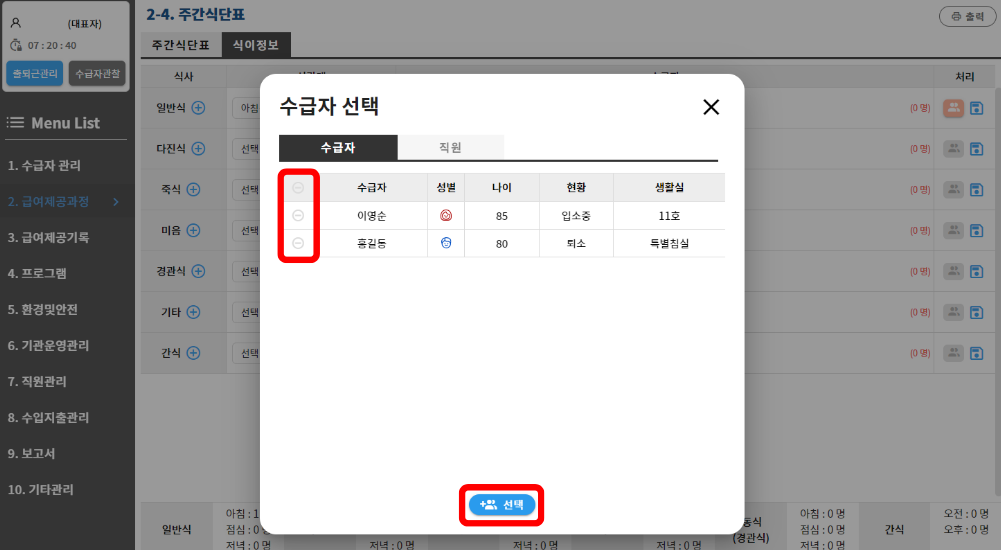 (대표자)
07 : 20 : 40
출퇴근관리
수급자관찰
Menu List
1. 수급자 관리
2. 급여제공과정
3. 급여제공기록
4. 프로그램
5. 환경및안전
6. 기관운영관리
7. 직원관리
8. 수입지출관리
9. 보고서
10. 기타관리
2-4. 주간식단표
출력
주간식단표
식이정보
식사
처리
일반식
아침
(0 명)
다진식
선택
(0 명)
죽식
선택
(0 명)
미음
선택
(0 명)
경관식
선택
(0 명)
기타
선택
(0 명)
간식
선택
(0 명)
수급자 선택
수급자
직원
수급자 성별 나이 현황 생활실
이영순 85 입소중 11호
홍길동 80 퇴소 특별침실
선택
일반식
아침 : 1
점심 : 0
저녁 : 0 명
저녁 : 0 명
저녁 : 0 명
저녁 : 0 명
동식
(경관식)
아침 : 0 명
점심 : 0 명
저녁 : 0 명
간식
오전 : 0 명
오후 : 0 명